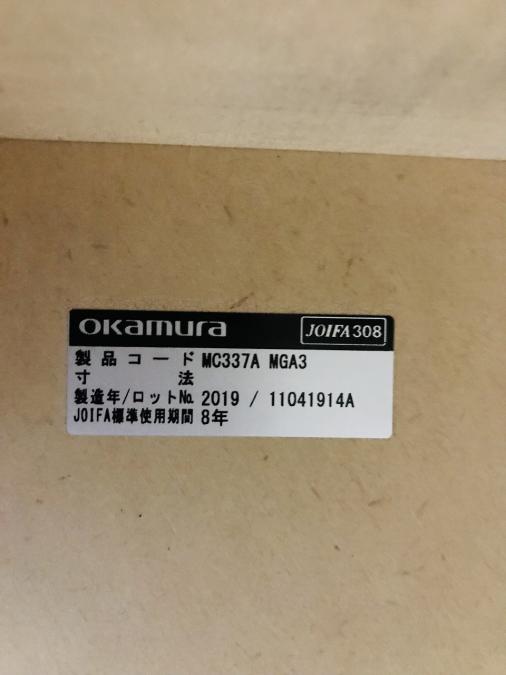 okamura JOIFA308
製品コード MC337A MGA3
寸法
製造年/ロット№ 2019 / 11041914A
JOIFA標準使用期間 8年